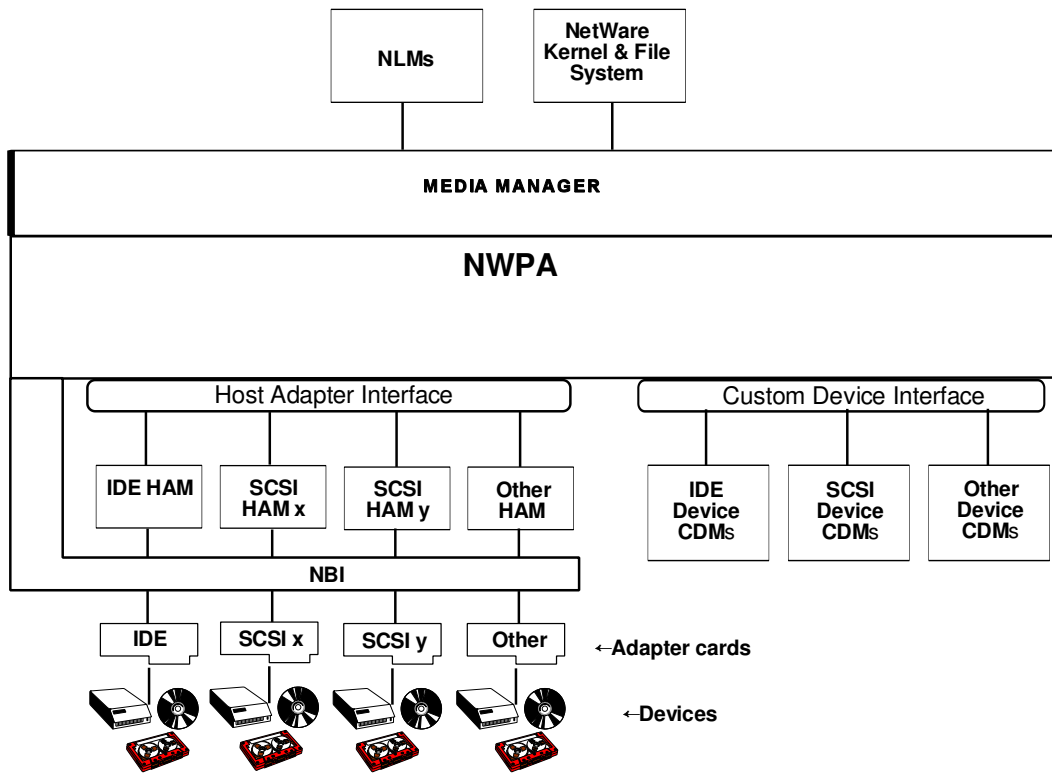 NLMs
NetWare
Kernel & File
System
MEDIA MANAGER
NWPA
Host Adapter Interface
Custom Device Interface
IDE HAM
SCSI
HAM x
SCSI
HAM y
Other
HAM
IDE
Device
CDMs
SCSI
Device
CDMs
Other
Device
CDMs
NBI
IDE
SCSI x
SCSI y
Other
←Adapter cards
←Devices